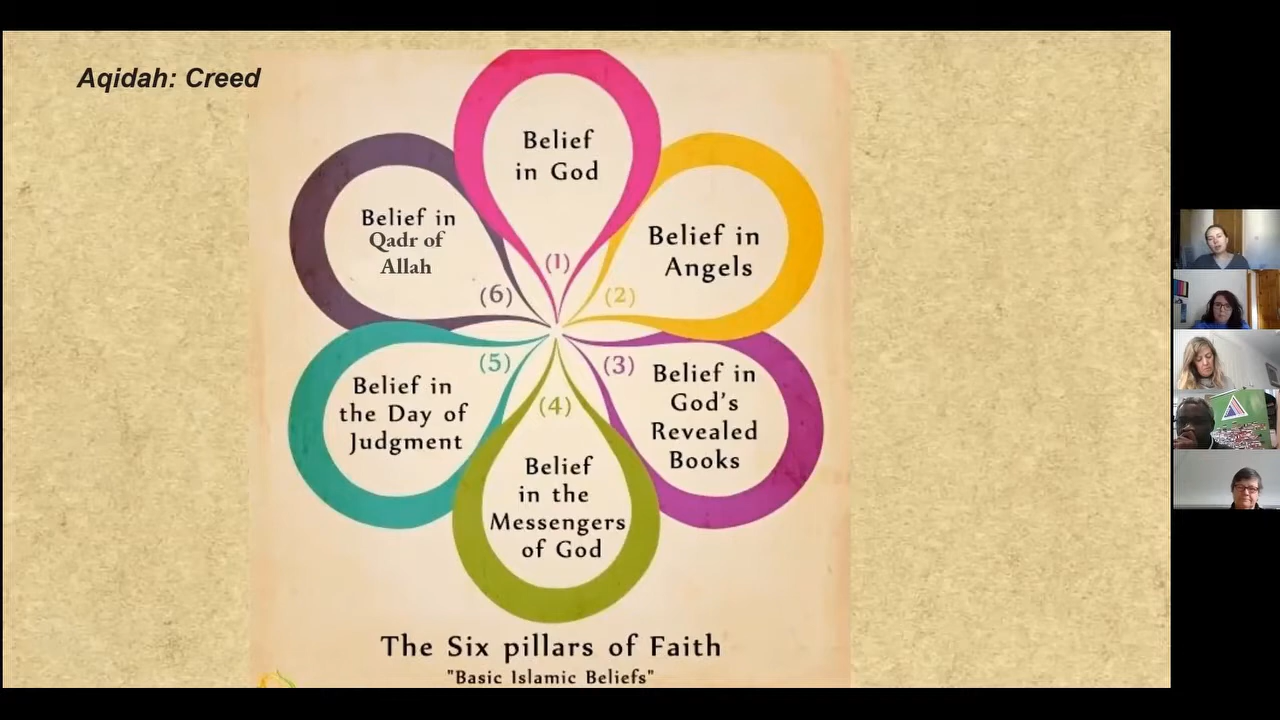 Aqidah: Creed
Belief
in God
(1)
Belief in
Angels
(2)
Belief in
God's
Revealed
Books
(3)
Belief
in the
Messengers
of God
(4)
Belief in
the Day of
Judgment
(5)
Belief in
Qadr of
Allah
(6)
The Six pillars of Faith
"Basic Islamic Beliefs"